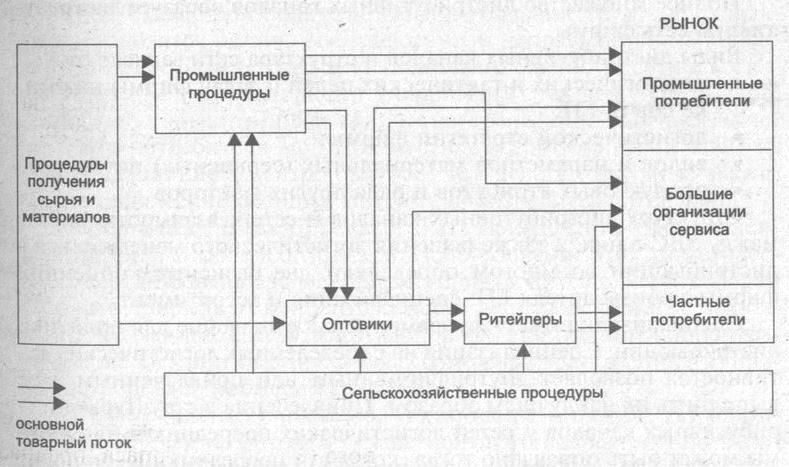 РЫНОК
Промышленные
процедуры
Промышленные
потребители
Процедуры
получения
сырья и
материалов
Большие
организации
сервиса
Оптовики
Ритейлеры
Частные
потребители
Сельскохозяйственные процедуры
основной
товарный поток